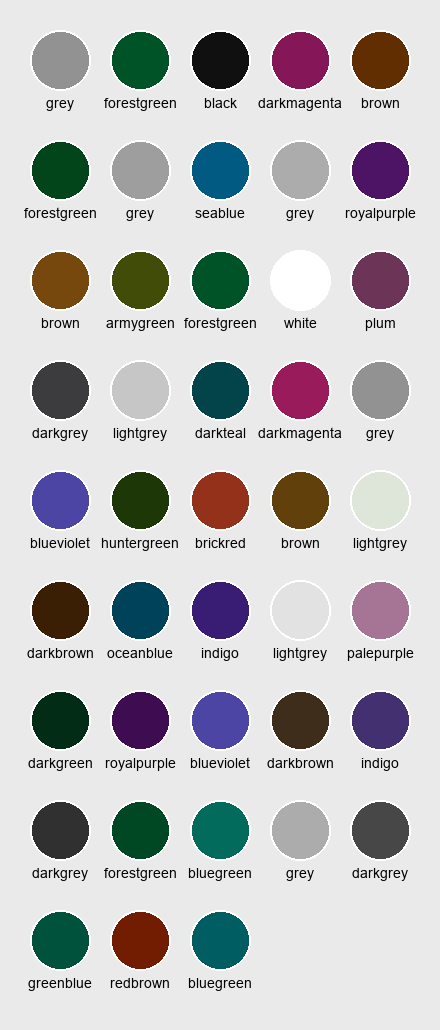 grey forestgreen black darkmagenta brown
forestgreen grey seablue grey royalpurple
brown armygreen forestgreen white plum
darkgrey lightgrey darkteal darkmagenta grey
blueviolet huntergreen brickred brown lightgrey
darkbrown oceanblue indigo lightgrey palepurple
darkgreen royalpurple blueviolet darkbrown indigo
darkgrey forestgreen bluegreen grey darkgrey
greenblue redbrown bluegreen